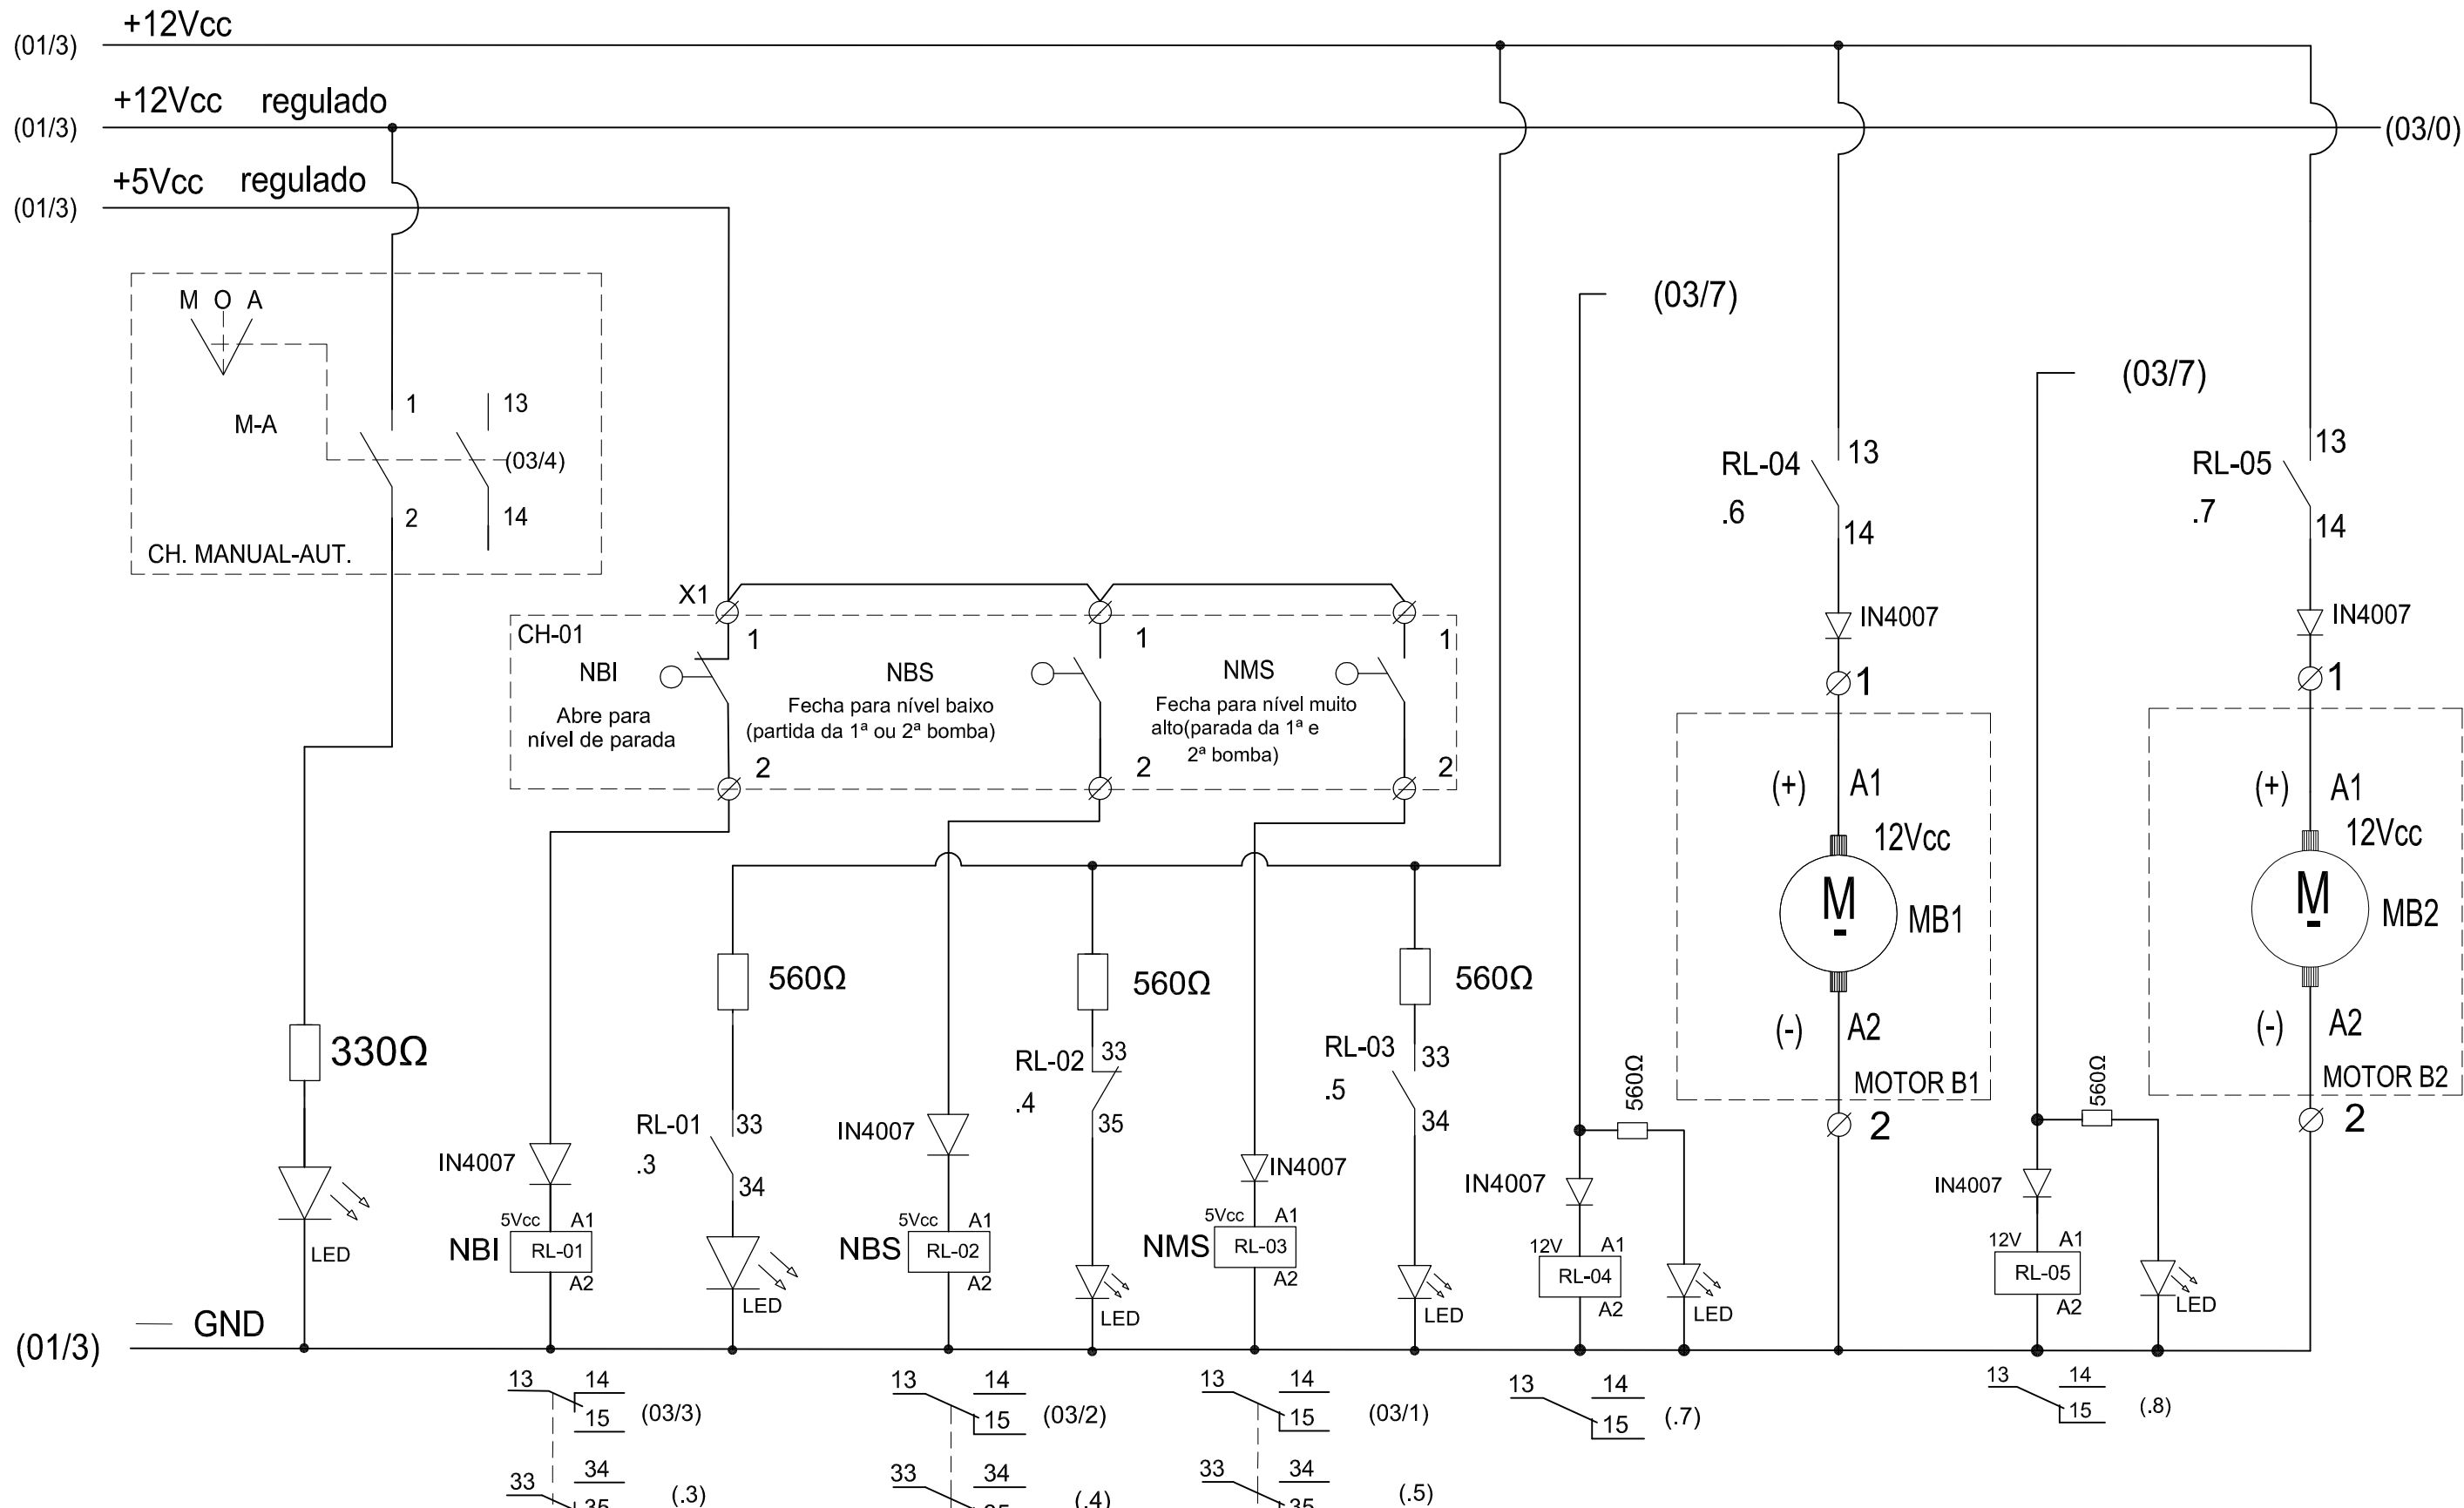 +12Vcc
(01/3)
+12Vcc regulado
(01/3)
(03/0)
+5Vcc regulado
(01/3)
M O A
M-A
1
13
(03/4)
2
14
CH. MANUAL-AUT.
(03/7)
(03/7)
RL-04
13
.6
14
RL-05
13
.7
14
IN4007
IN4007
1
1
X1
CH-01
1
1
1
NBI
Abre para
nível de parada
NBS
Fecha para nível baixo
(partida da 1ª ou 2ª bomba)
NMS
Fecha para nível muito
alto(parada da 1ª e
2ª bomba)
2
2
2
(+)
A1
12Vcc
M
MB1
(-)
A2
MOTOR B1
2
(+)
A1
12Vcc
M
MB2
(-)
A2
MOTOR B2
2
330Ω
LED
560Ω
560Ω
560Ω
560Ω
560Ω
RL-01
33
.3
34
LED
RL-02
33
.4
35
LED
RL-03
33
.5
34
LED
IN4007
5Vcc A1
NBI
RL-01
A2
IN4007
5Vcc A1
NBS
RL-02
A2
IN4007
5Vcc A1
NMS
RL-03
A2
IN4007
12V A1
RL-04
A2
LED
IN4007
12V A1
RL-05
A2
LED
GND
(01/3)
13 14
15 (03/3)
33 34
35 (.3)
13 14
15 (03/2)
33 34
35 (.4)
13 14
15 (03/1)
33 34
35 (.5)
13 14
15 (.7)
13 14
15 (.8)